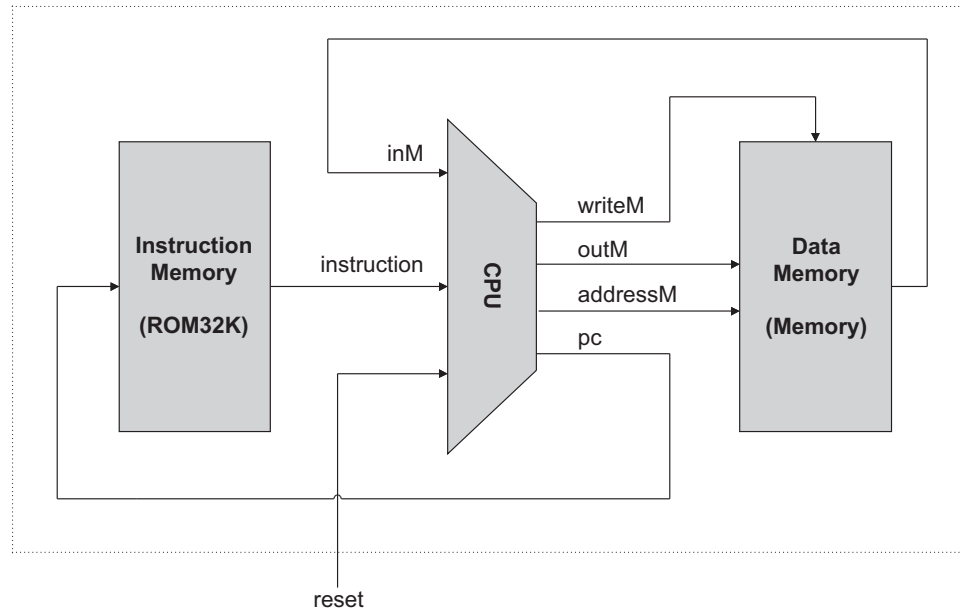 inM
writeM
Instruction
Memory
(ROM32K)
instruction
CPU
outM
addressM
pc
Data
Memory
(Memory)
reset